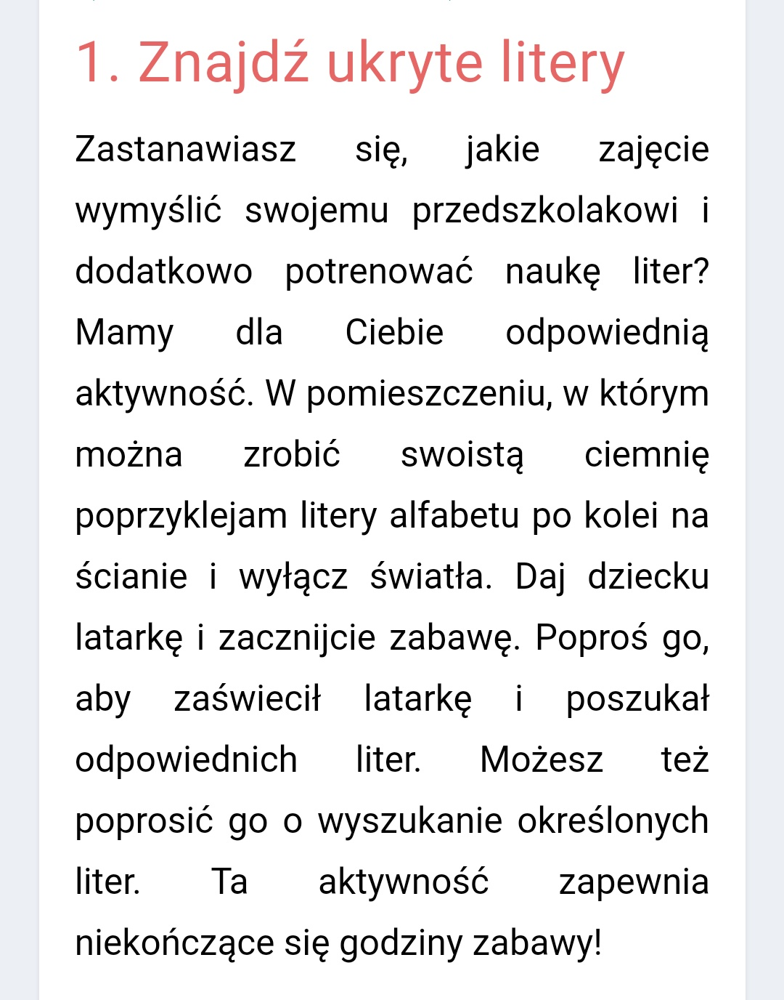 1. Znajdź ukryte litery
Zastanawiasz się, jakie zajęcie
wymyślić swojemu przedszkolakowi i
dodatkowo potrenować naukę liter?
Mamy dla Ciebie odpowiednią
aktywność. W pomieszczeniu, w którym
można zrobić swoistą ciemnię
poprzyklejam litery alfabetu po kolei na
ścianie i wyłącz światła. Daj dziecku
latarkę i zacznijcie zabawę. Poproś go,
aby zaświecił latarkę i poszukał
odpowiednich liter. Możesz też
poprosić go o wyszukanie określonych
liter. Ta aktywność zapewnia
niekończące się godziny zabawy!